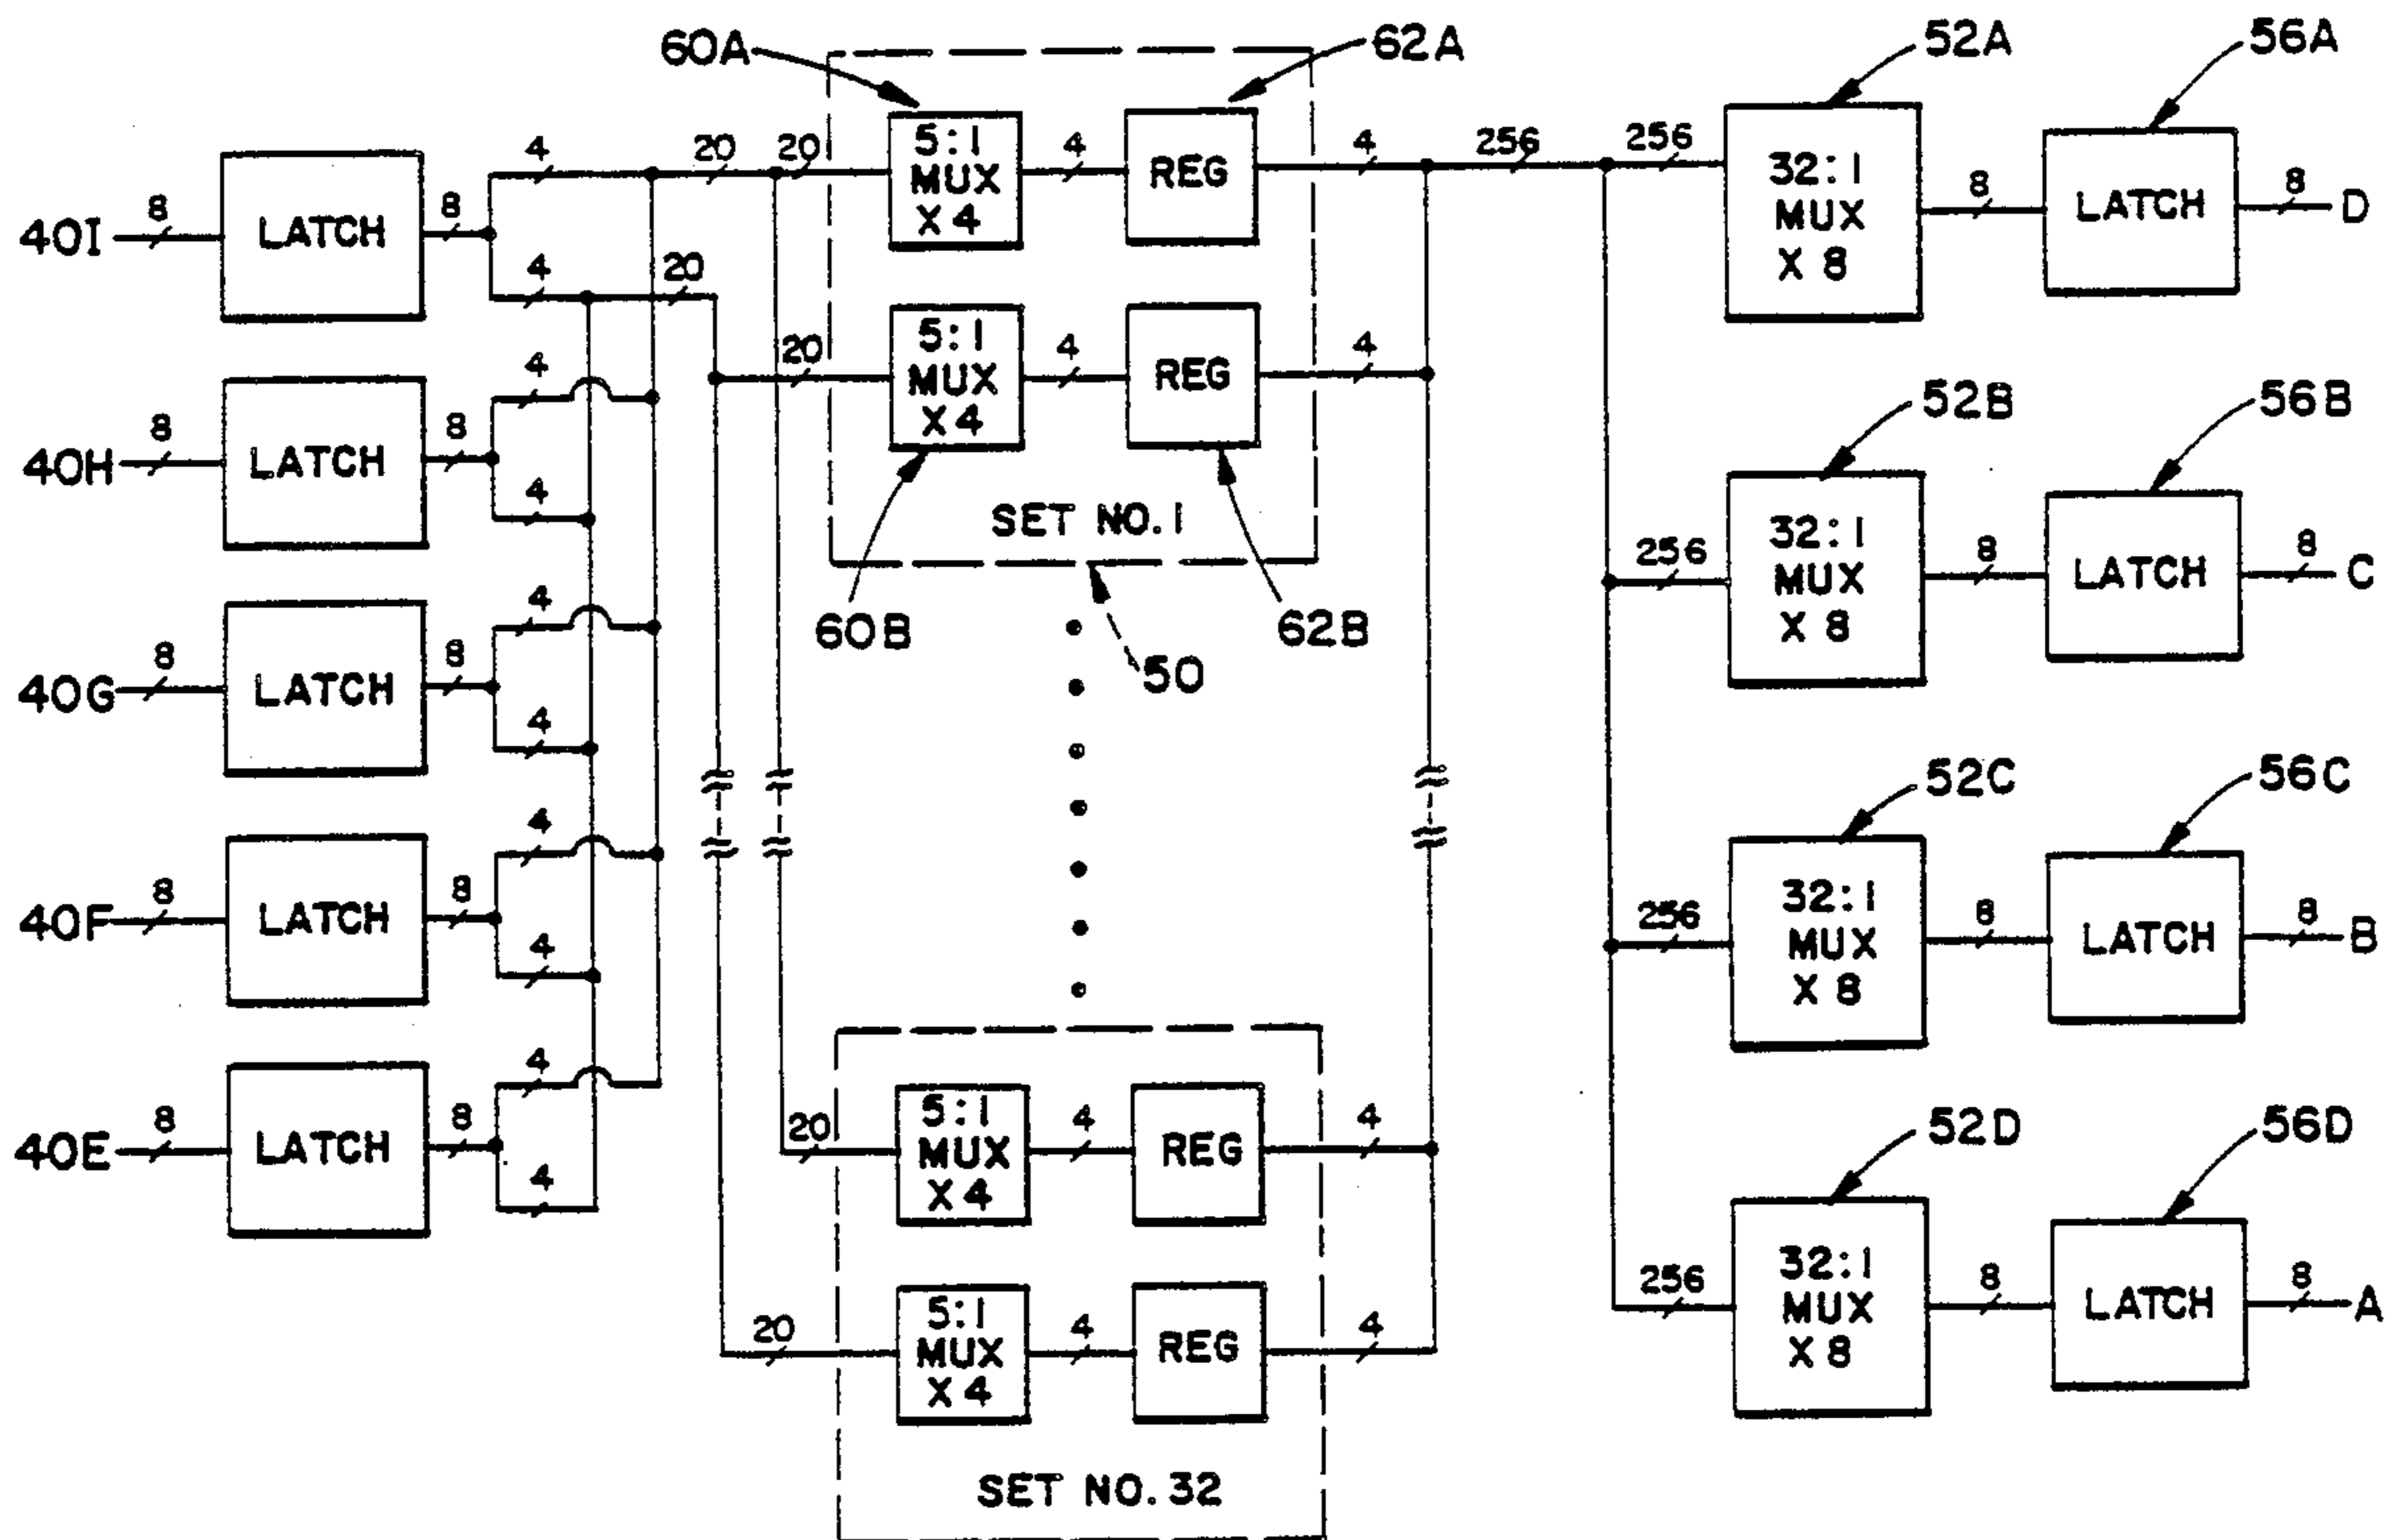 60A
62A
52A
56A
40I
8
LATCH
8
4
4
20
20
20
5:1
MUX
X4
4
REG
4
256
256
32:1
MUX
X 8
8
LATCH
8
D
40H
8
LATCH
8
4
4
20
5:1
MUX
X4
4
REG
4
SET NO. 1
60B
62B
50
52B
56B
256
32:1
MUX
X 8
8
LATCH
8
C
40G
8
LATCH
8
4
4
52C
56C
256
32:1
MUX
X 8
8
LATCH
8
B
40F
8
LATCH
8
4
4
40E
8
LATCH
8
4
4
20
5:1
MUX
X4
4
REG
4
20
5:1
MUX
X4
4
REG
4
SET NO. 32
52D
56D
256
32:1
MUX
X 8
8
LATCH
8
A